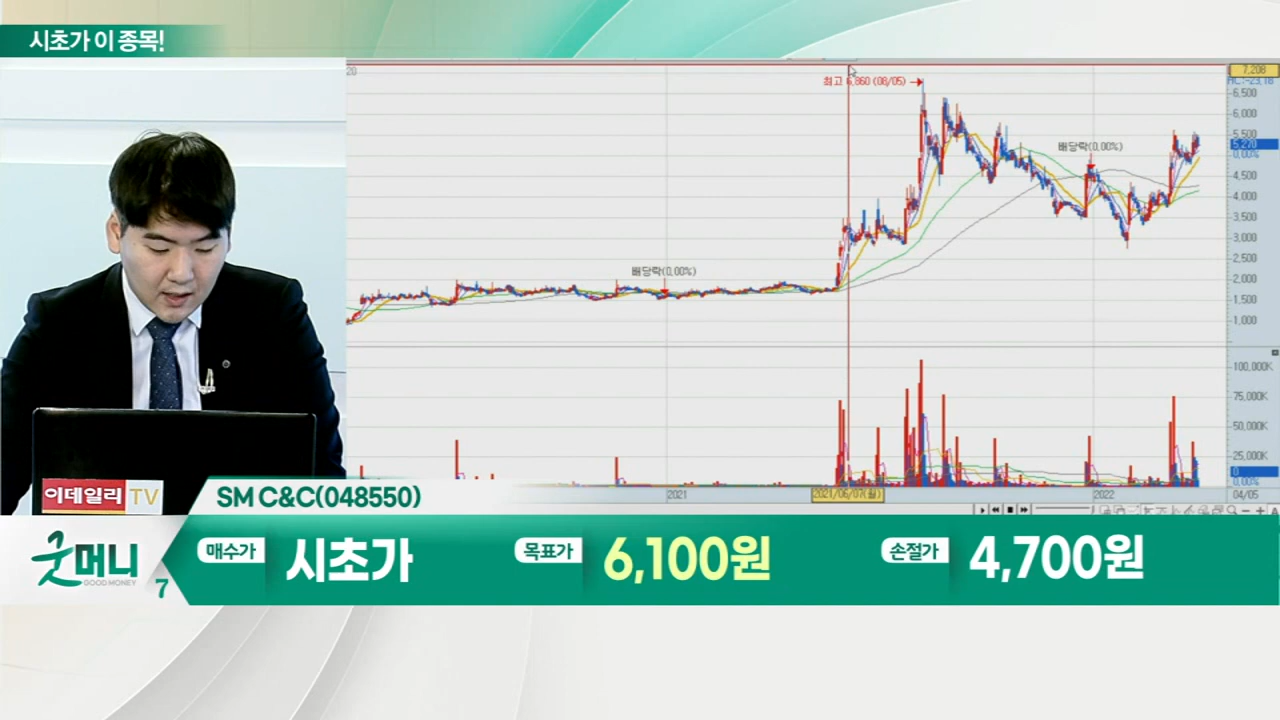 시초가 이 종목!
20
최고 6,860 (08/05)
배당락(0.00%)
배당락(0.00%)
7,208
6,500
6,000
5,500
5,270
0.00%
4,500
4,000
3,500
3,000
2,500
2,000
1,500
1,000
100,000K
75,000K
50,000K
25,000K
0
0.00%
2021
2021/06/07(월)
2022
04/05
이데일리 TV
SM C&C(048550)
굿머니
GOOD MONEY
7
매수가 시초가
목표가 6,100원
손절가 4,700원